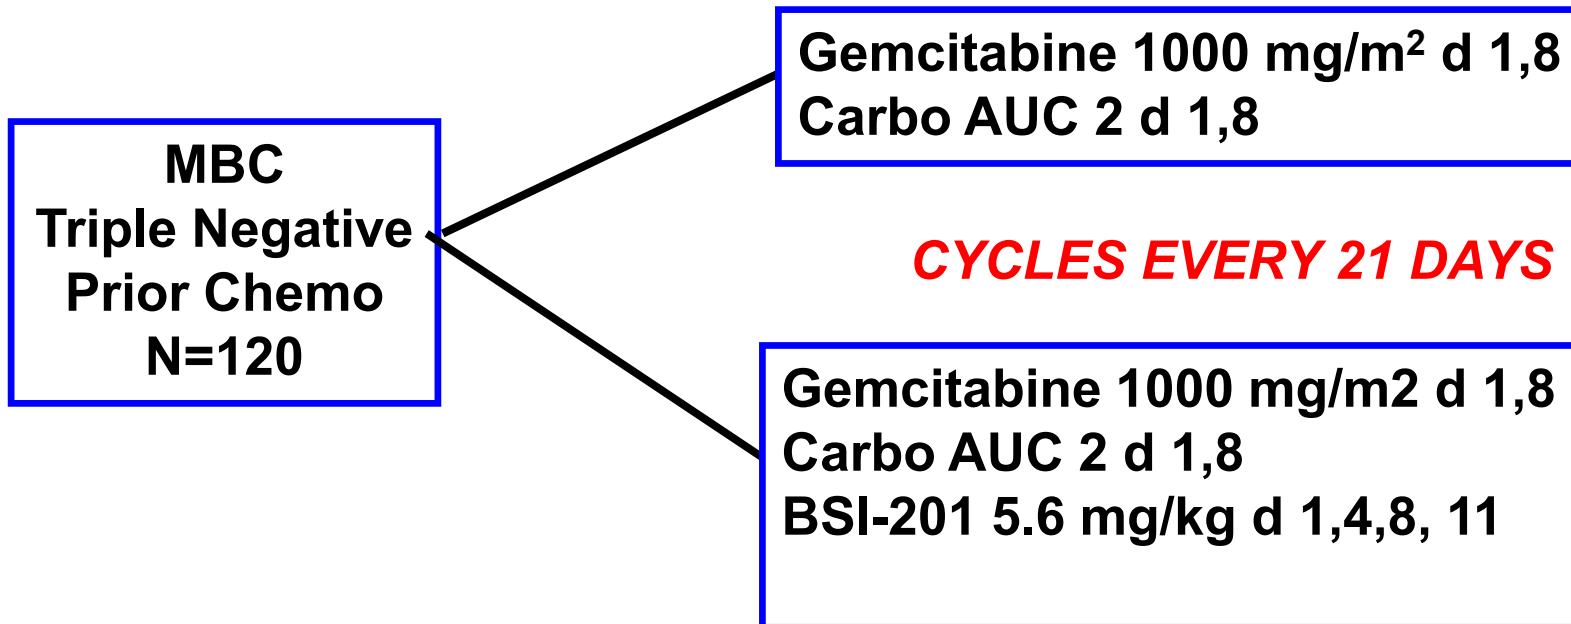 MBC
Triple Negative
Prior Chemo
N=120
Gemcitabine 1000 mg/m² d 1,8
Carbo AUC 2 d 1,8
CYCLES EVERY 21 DAYS
Gemcitabine 1000 mg/m2 d 1,8
Carbo AUC 2 d 1,8
BSI-201 5.6 mg/kg d 1,4,8, 11